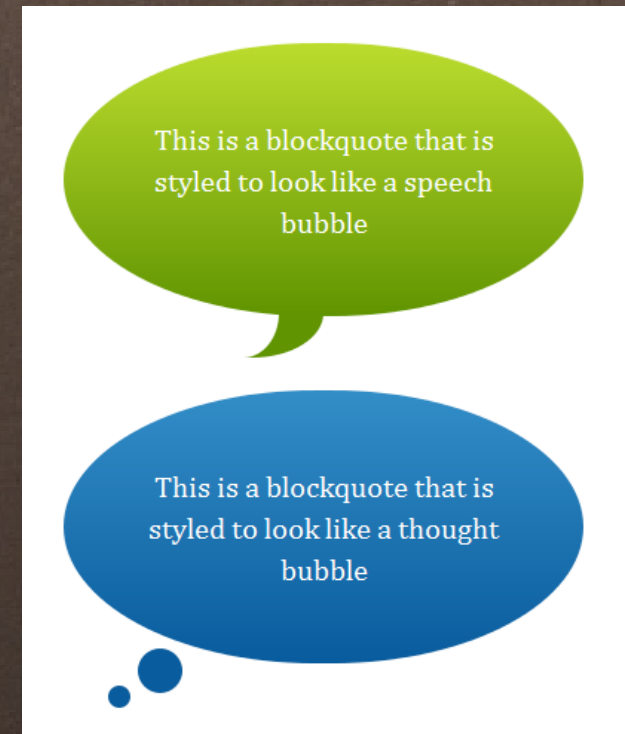 This is a blockquote that is
styled to look like a speech
bubble
This is a blockquote that is
styled to look like a thought
bubble